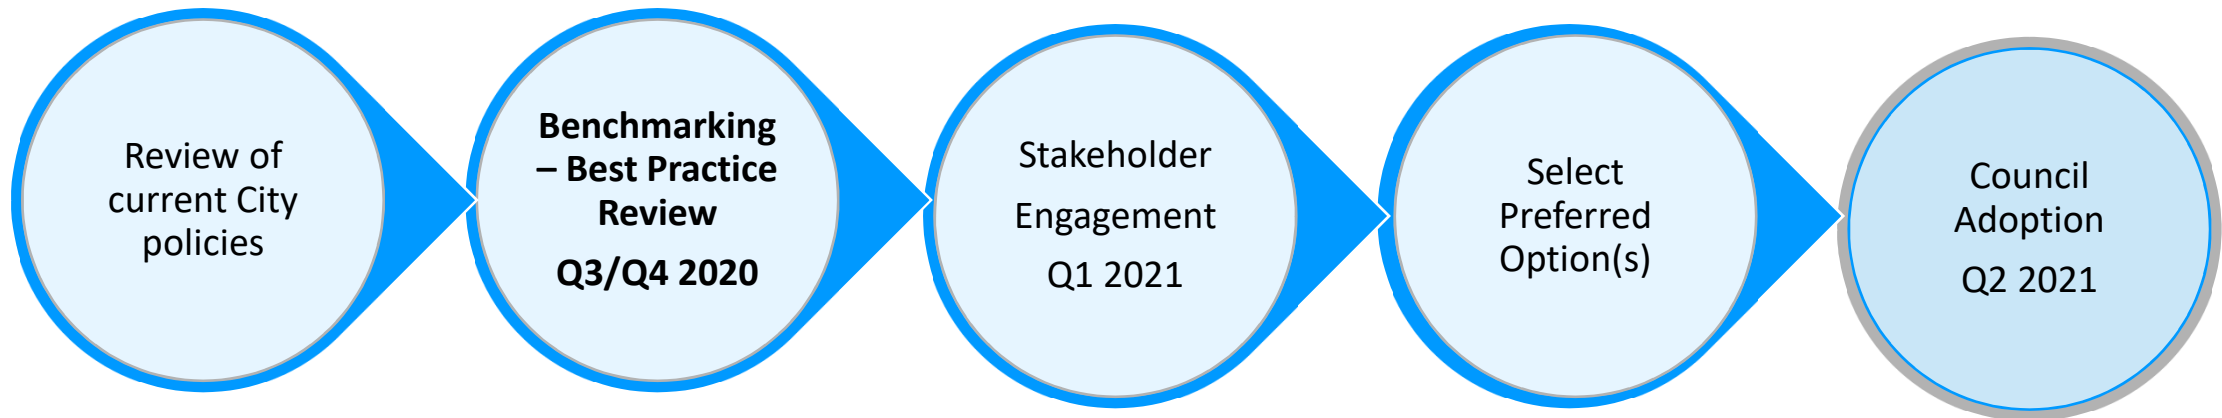 Review of
current City
policies
Benchmarking
– Best Practice
Review
Q3/Q4 2020
Stakeholder
Engagement
Q1 2021
Select
Preferred
Option(s)
Council
Adoption
Q2 2021